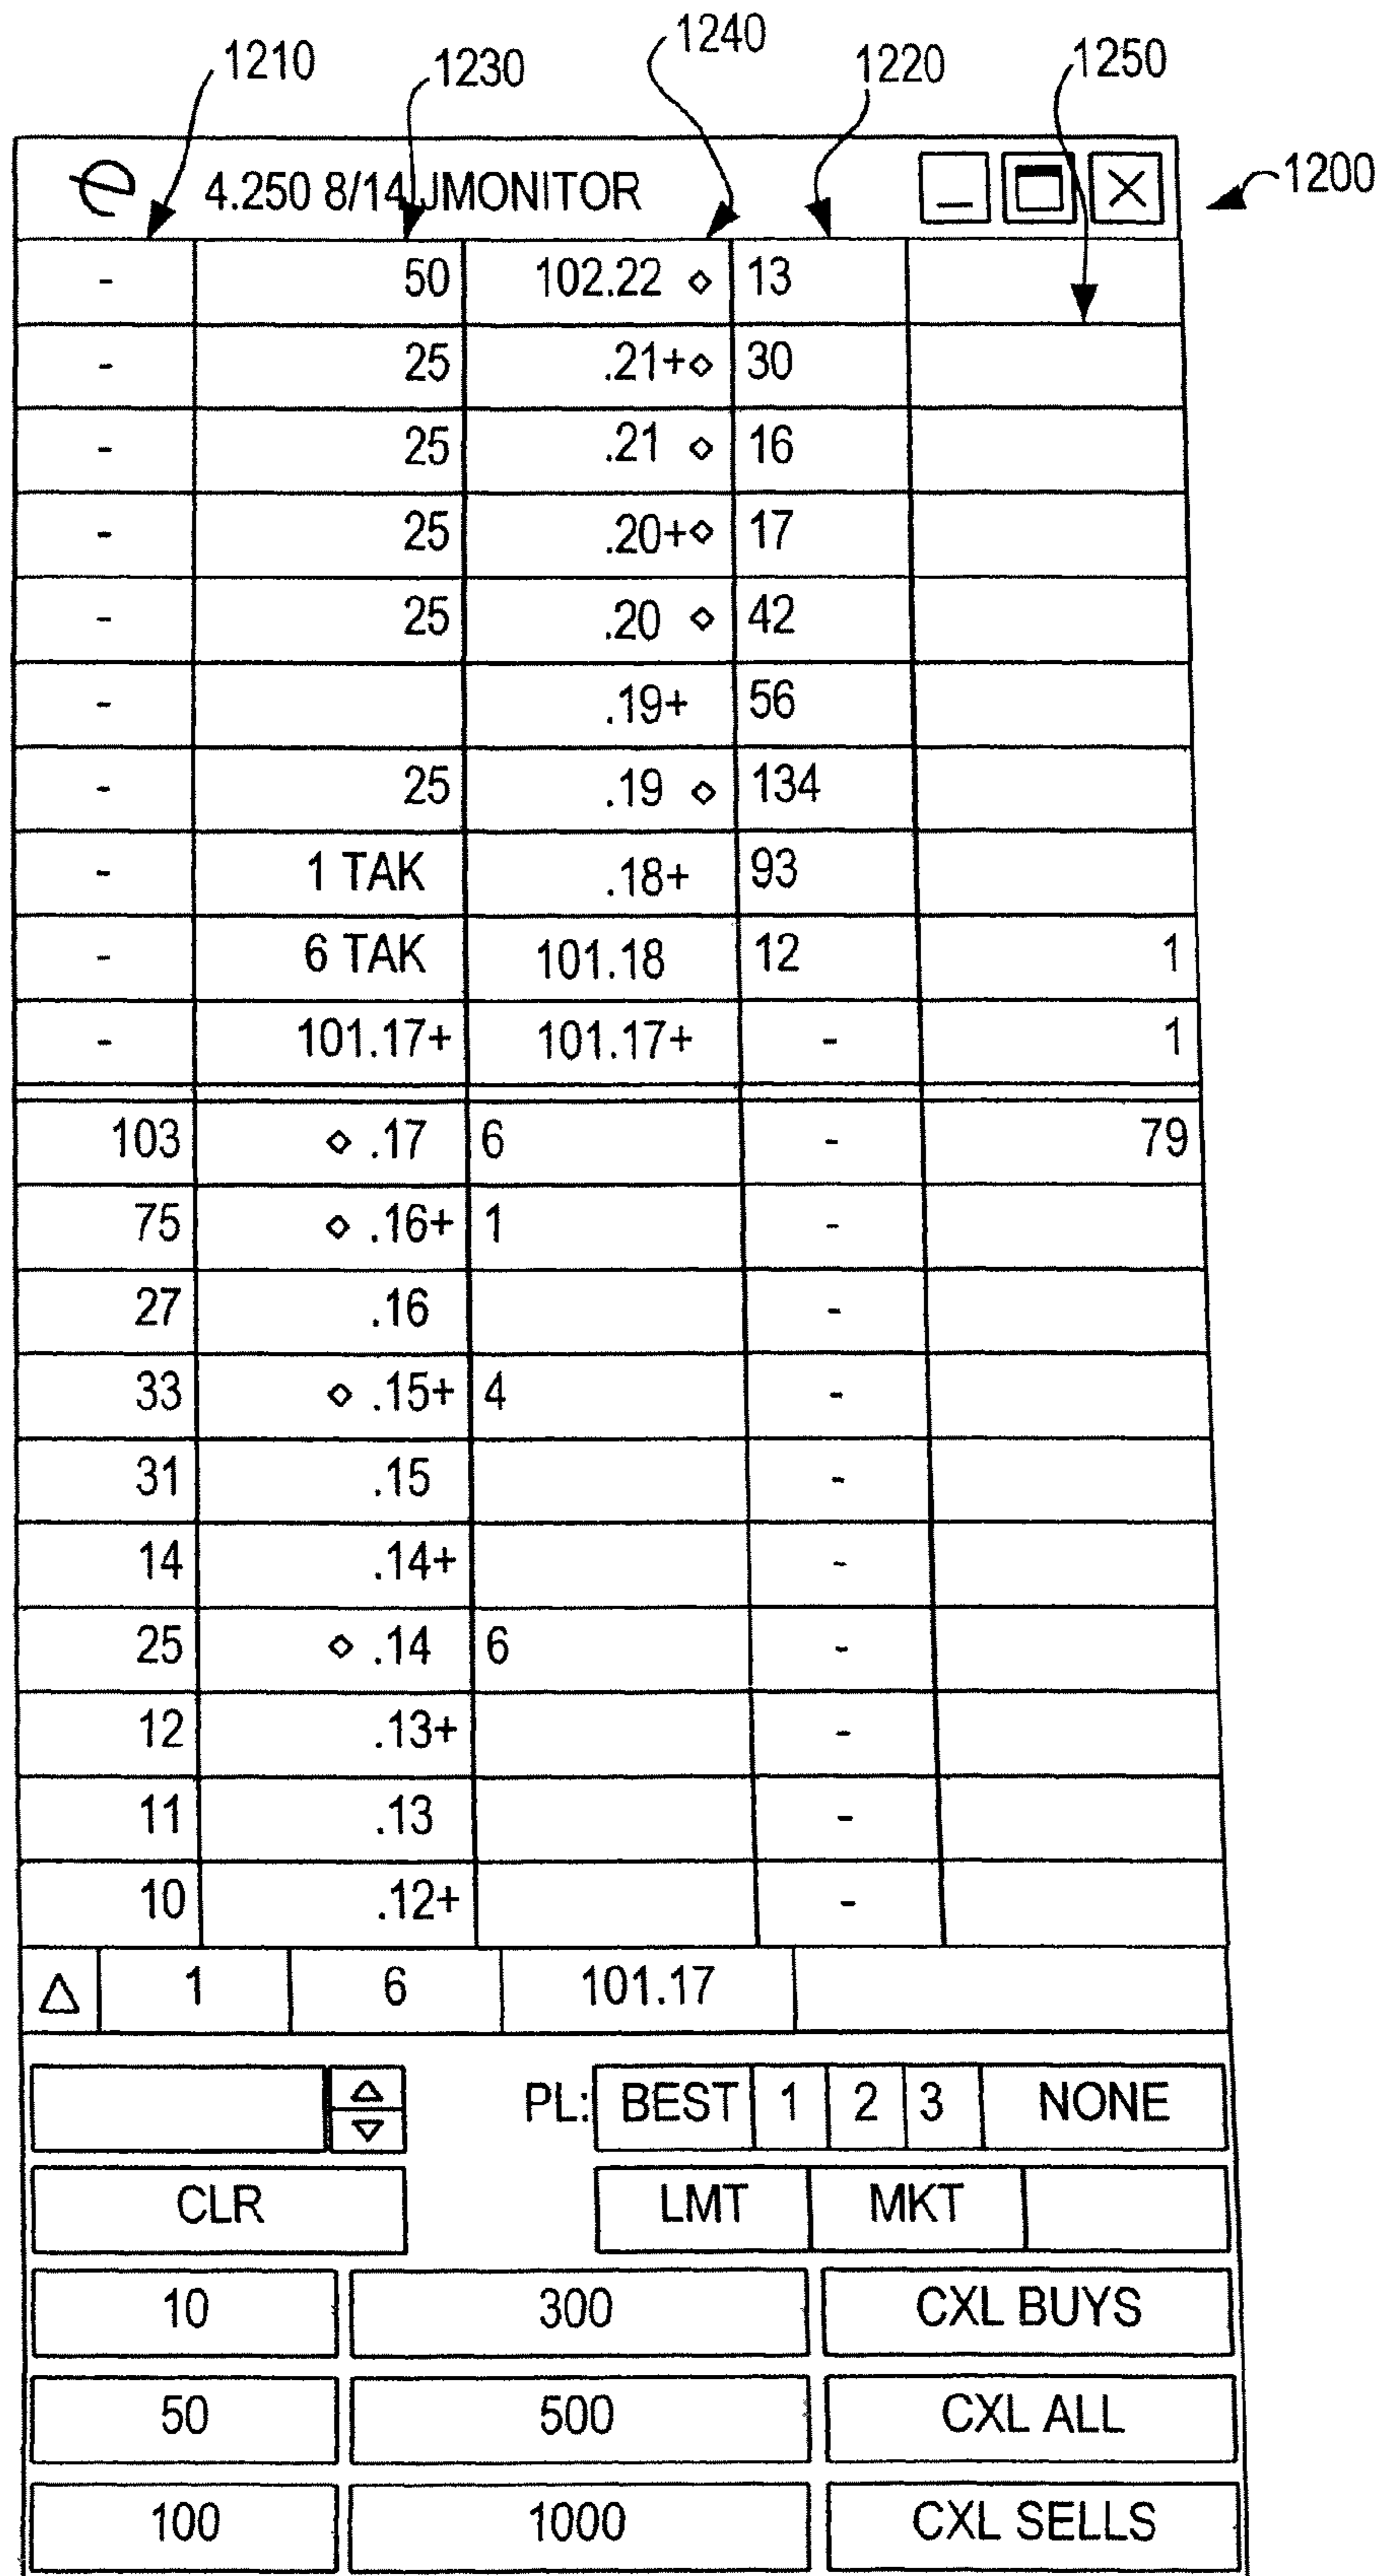 1210 1230 1240 1220 1250
1200
e 4.250 8/14 JMONITOR
- 50 102.22 ◇ 13
- 25 .21+◇ 30
- 25 .21 ◇ 16
- 25 .20+◇ 17
- 25 .20 ◇ 42
- .19+ 56
- 25 .19 ◇ 134
- 1 TAK .18+ 93
- 6 TAK 101.18 12 1
- 101.17+ 101.17+ - 1
103 ◇ .17 6 - 79
75 ◇ .16+ 1 -
27 .16 -
33 ◇ .15+ 4 -
31 .15 -
14 .14+ -
25 ◇ .14 6 -
12 .13+ -
11 .13 -
10 .12+ -
△ 1 6 101.17
PL: BEST 1 2 3 NONE
CLR LMT MKT
10 300 CXL BUYS
50 500 CXL ALL
100 1000 CXL SELLS